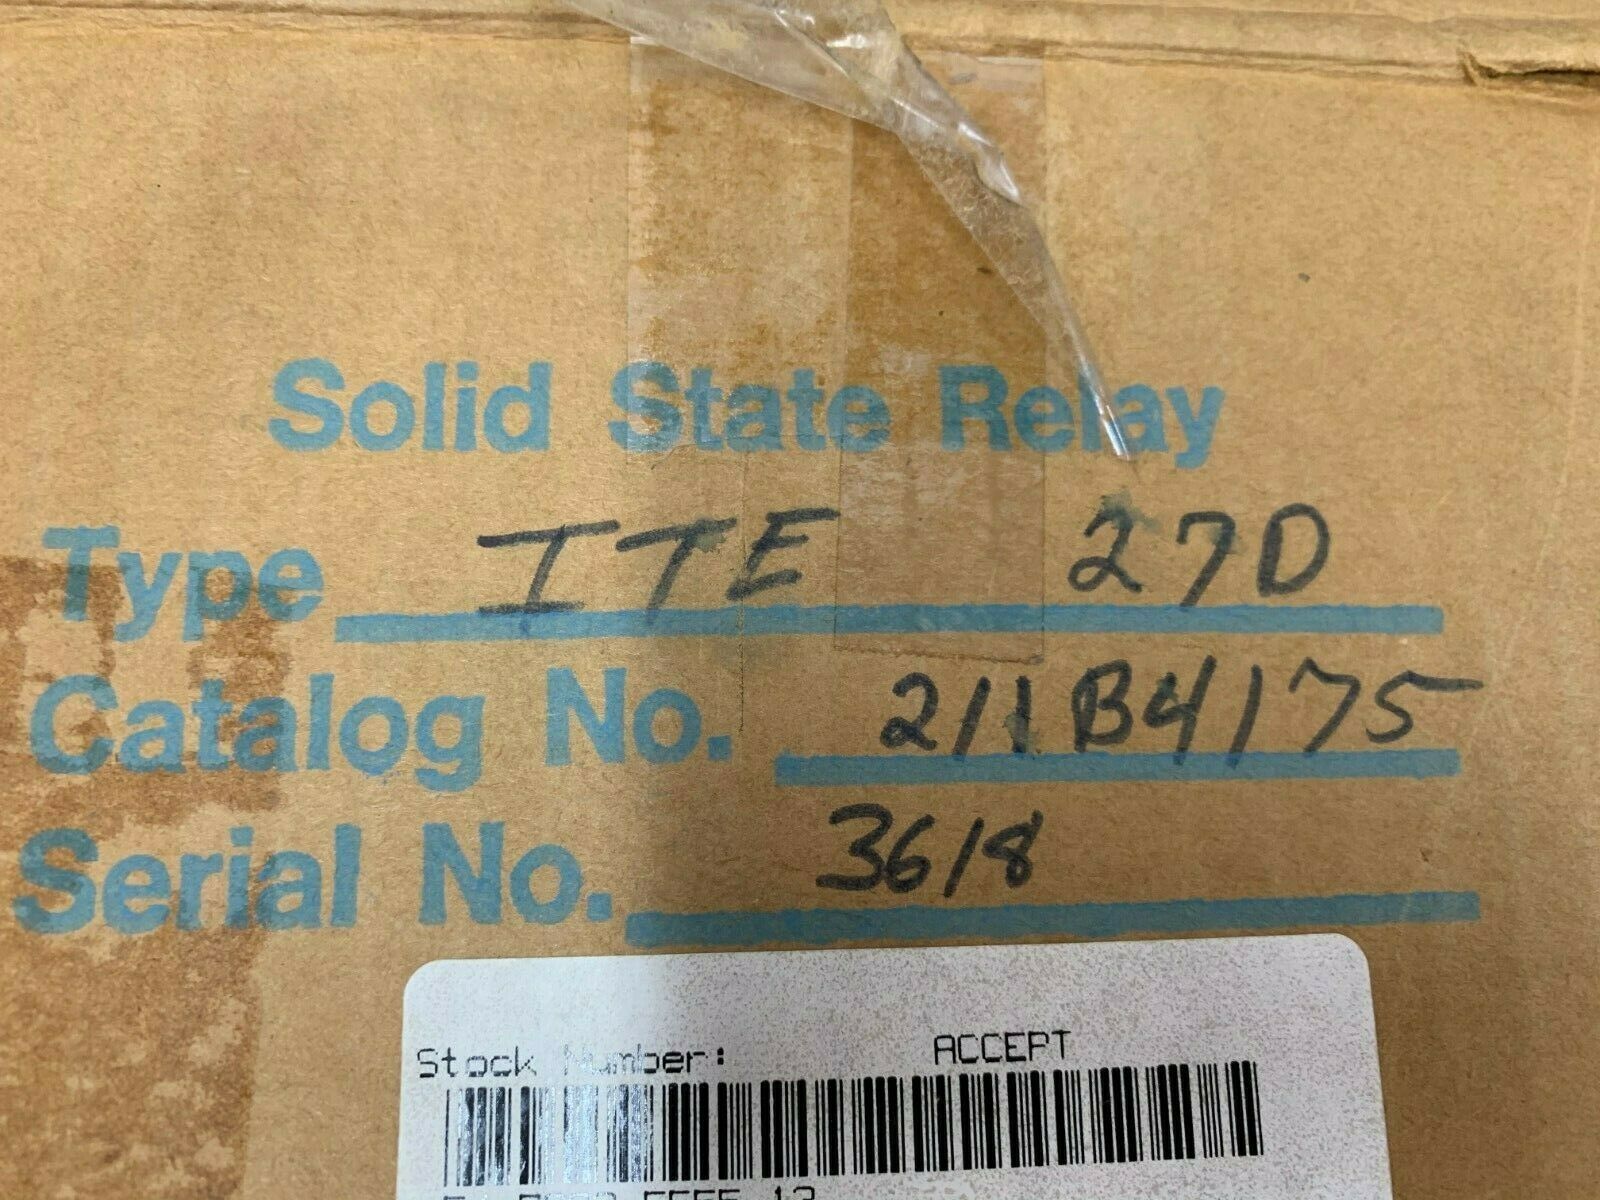 Solid State Relay
Type ITE 27D
Catalog No. 211B4175
Serial No. 3618
Stock Number: ACCEPT